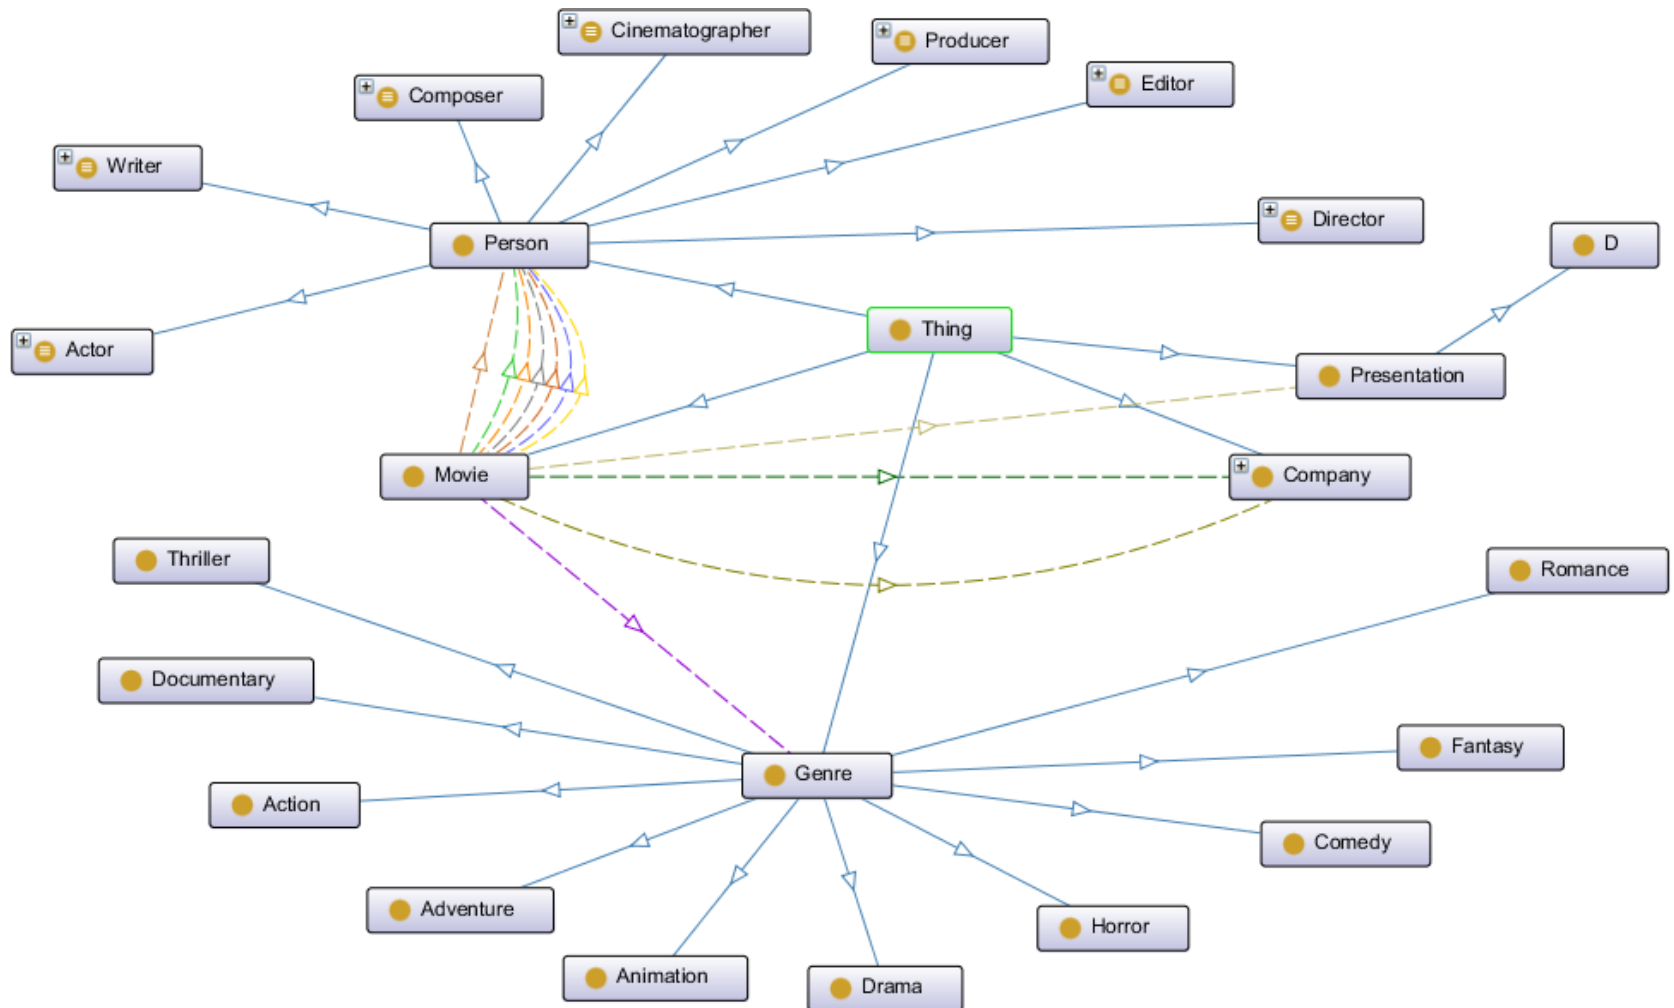 Cinematographer
Producer
Editor
Composer
Writer
Director
D
Person
Thing
Actor
Presentation
Movie
Company
Thriller
Romance
Documentary
Fantasy
Genre
Action
Comedy
Adventure
Horror
Animation
Drama